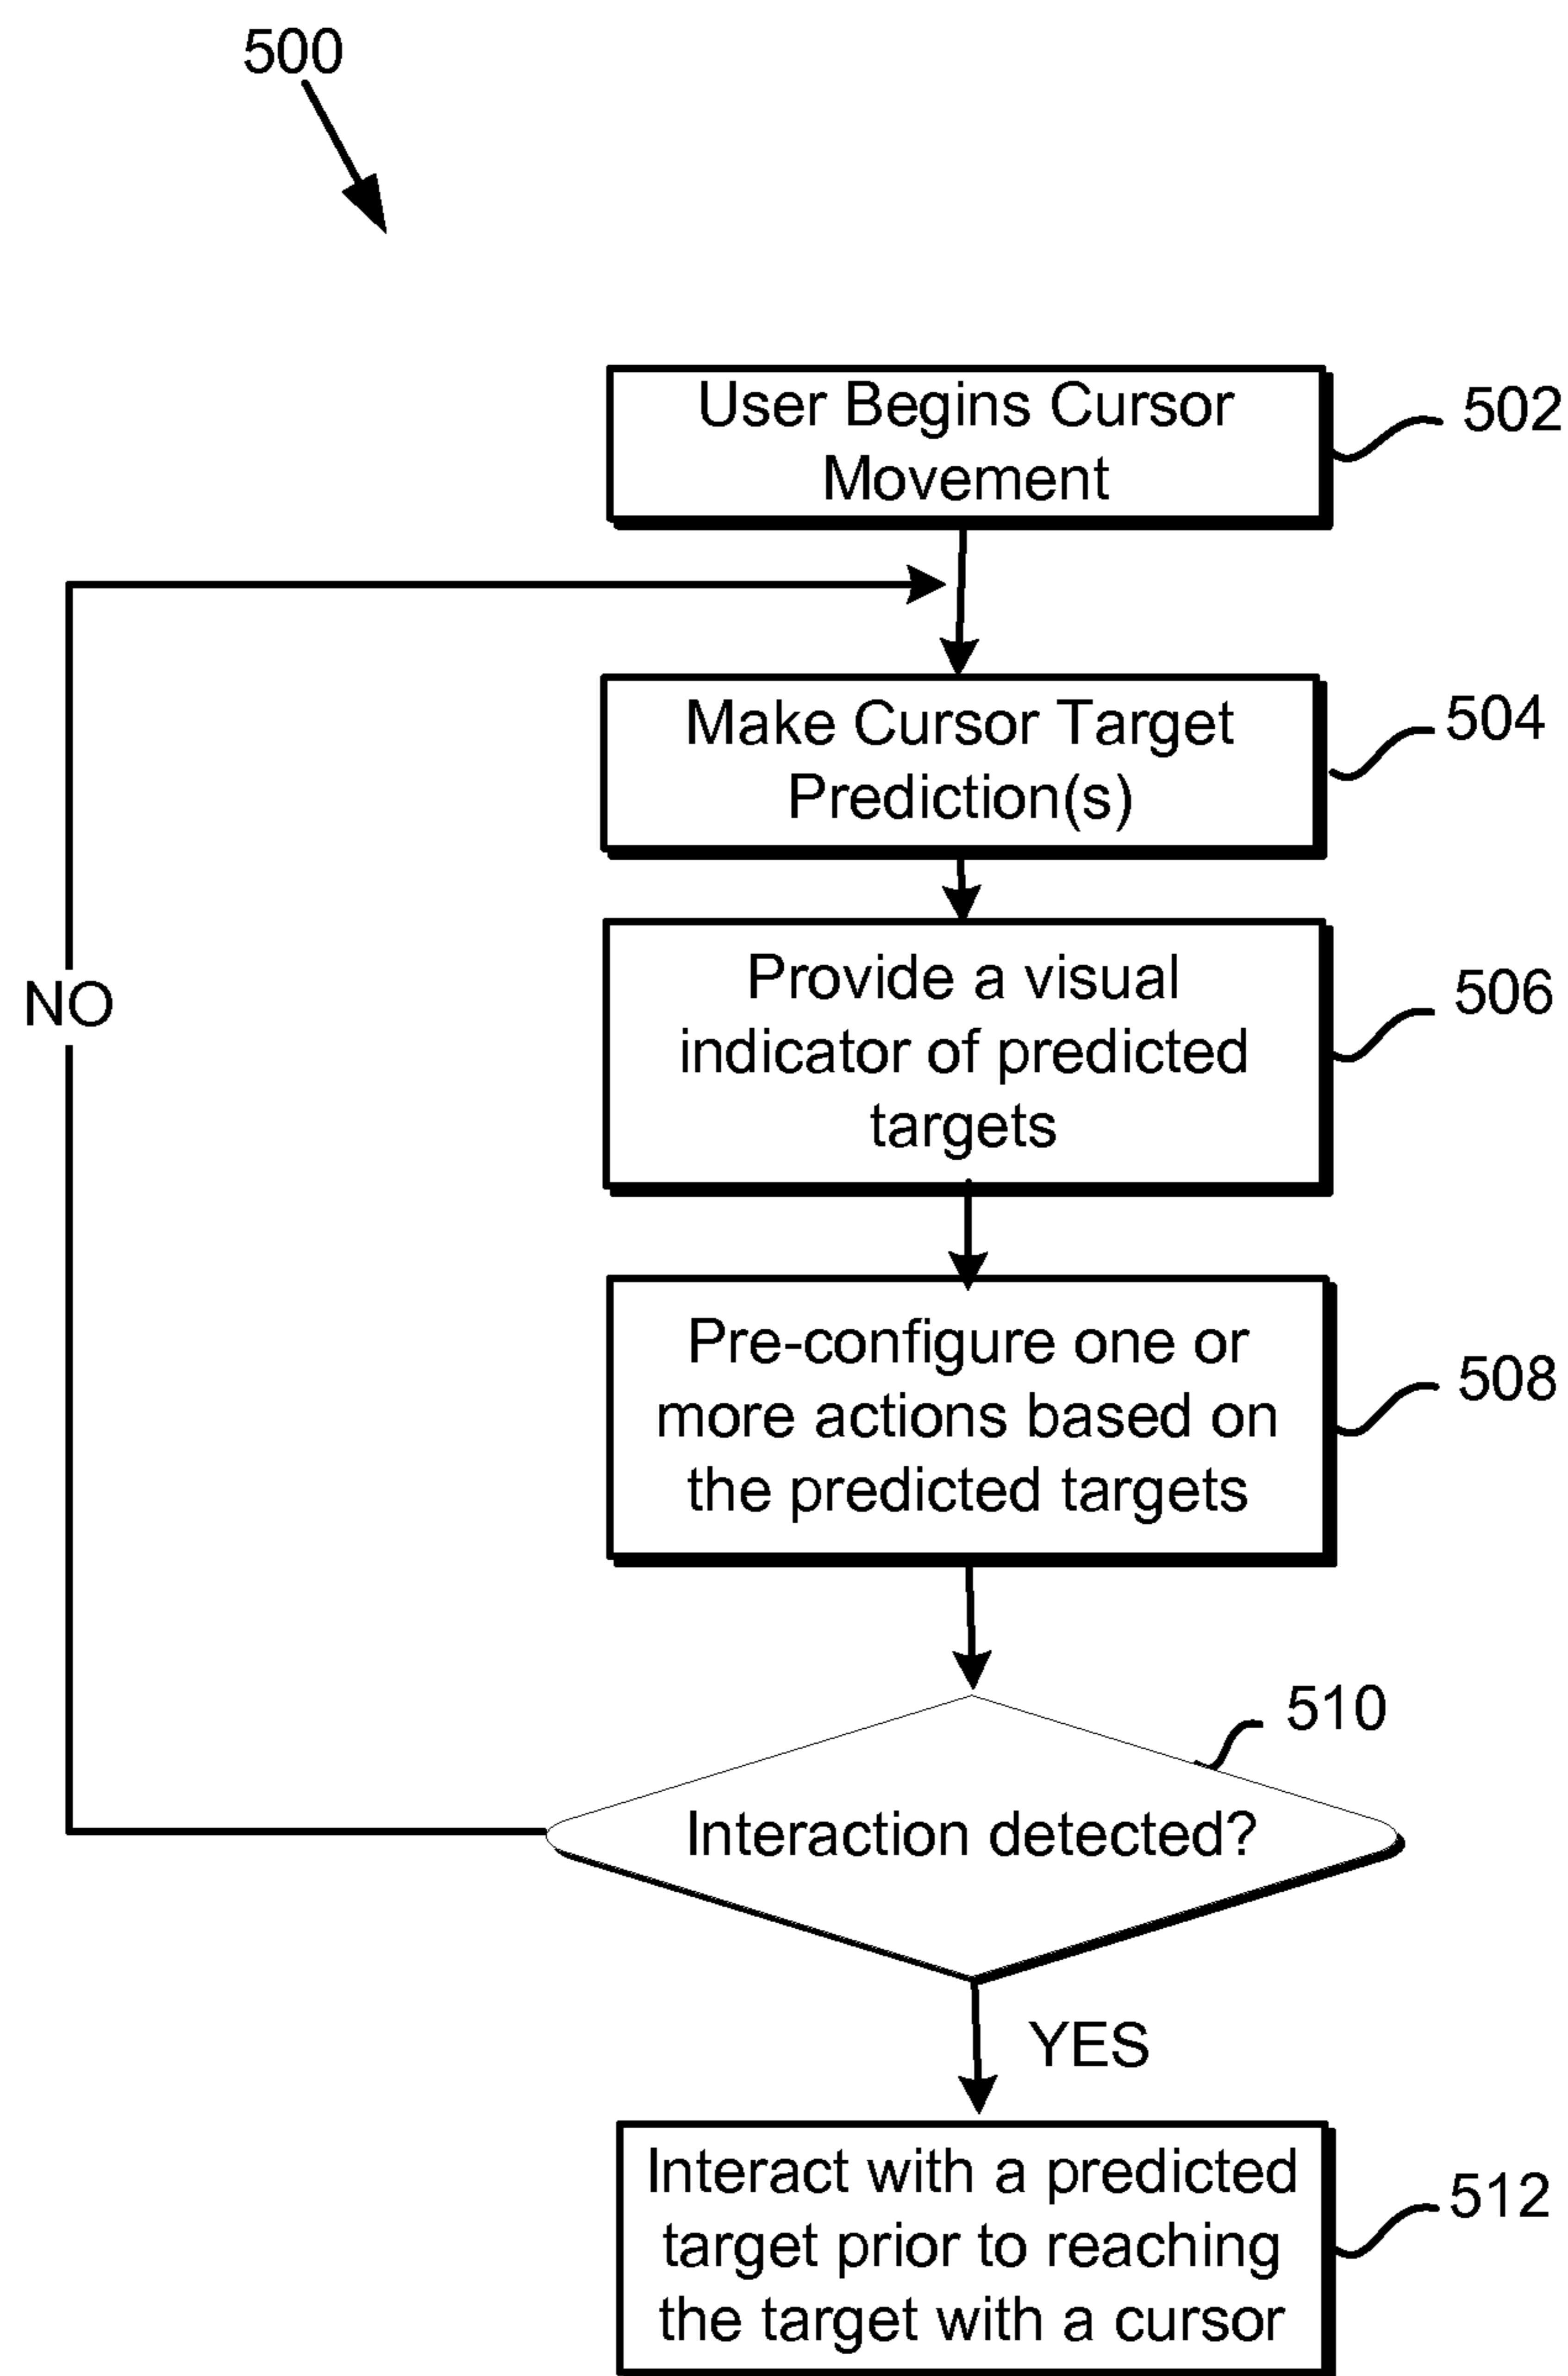 500
User Begins Cursor
Movement
502
Make Cursor Target
Prediction(s)
504
Provide a visual
indicator of predicted
targets
506
NO
Pre-configure one or
more actions based on
the predicted targets
508
Interaction detected?
510
YES
Interact with a predicted
target prior to reaching
the target with a cursor
512